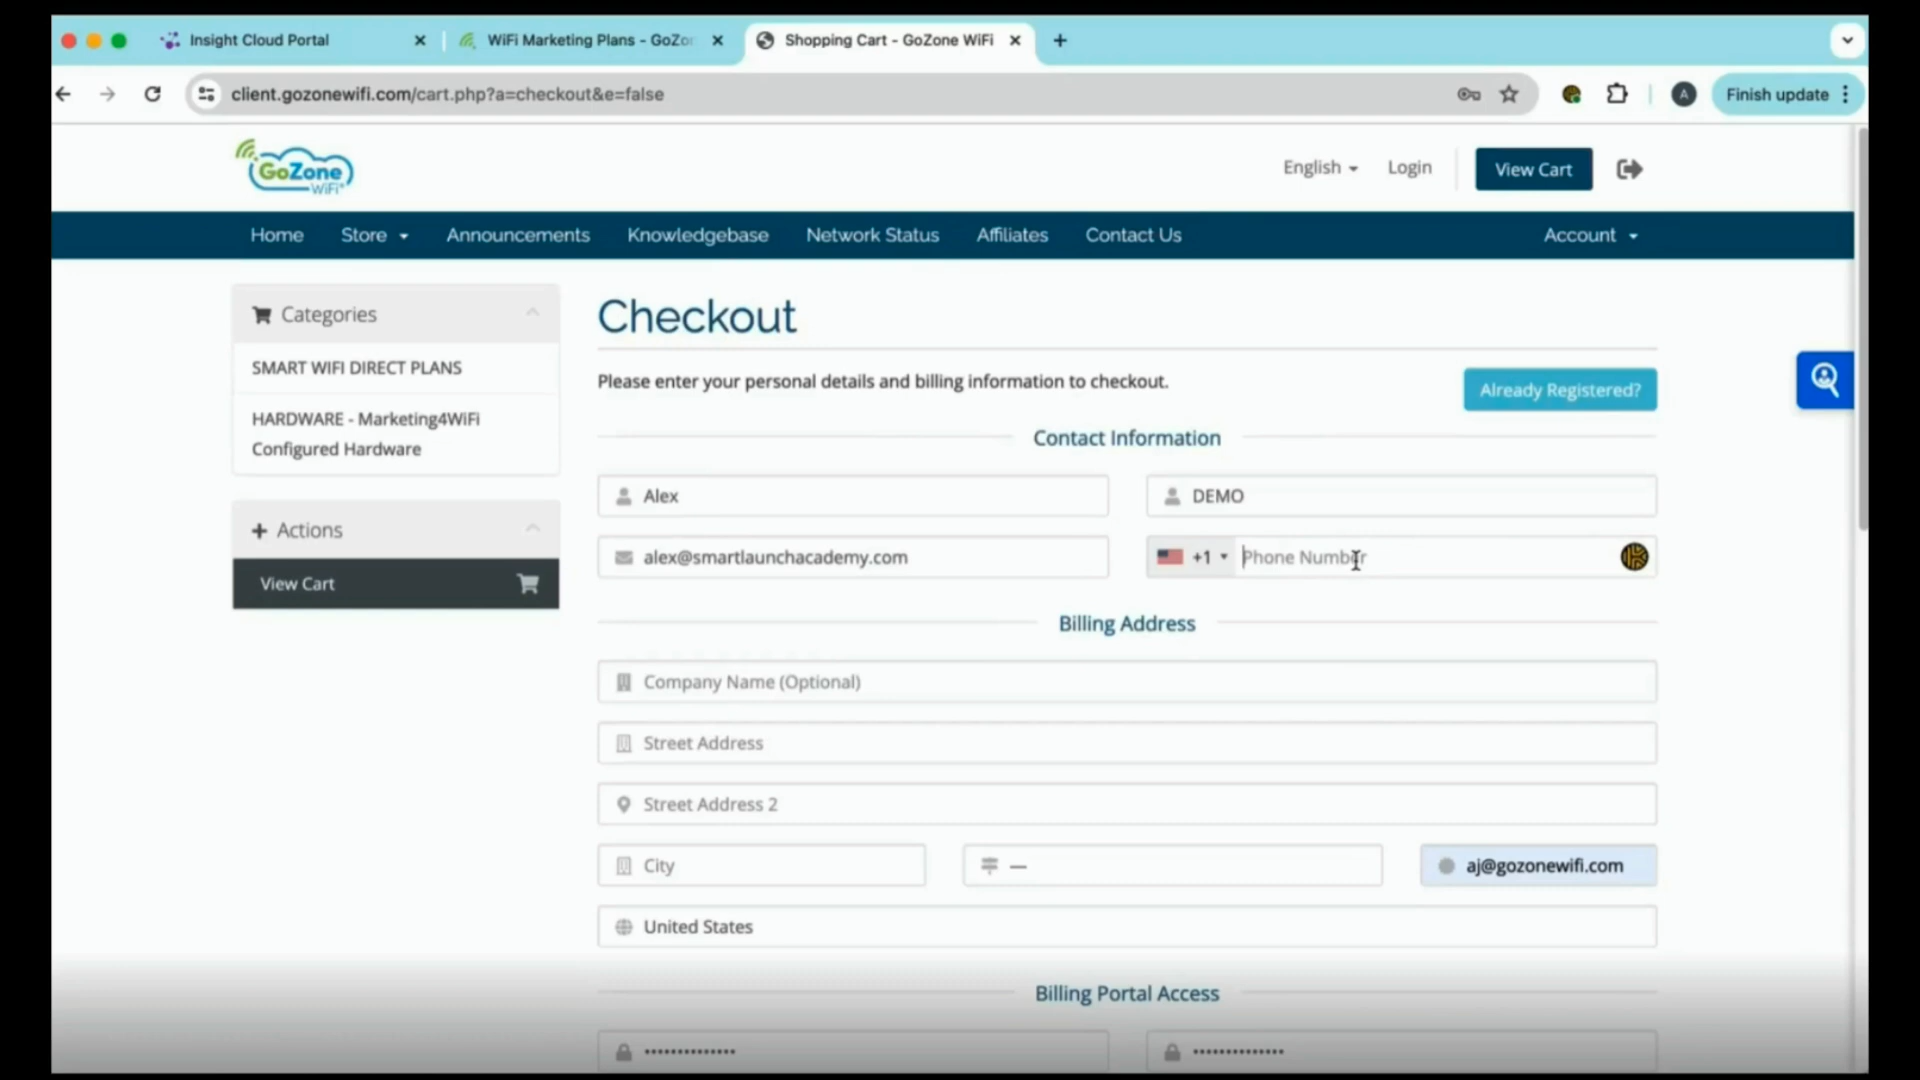 Insight Cloud Portal
WiFi Marketing Plans - GoZo
Shopping Cart - GoZone WiFi
client.gozonewifi.com/cart.php?a=checkout&e=false
A
Finish update
GoZone
WiFi
English
Login
View Cart
Home
Store
Announcements
Knowledgebase
Network Status
Affiliates
Contact Us
Account
Categories
SMART WIFI DIRECT PLANS
HARDWARE - Marketing4WiFi
Configured Hardware
Actions
View Cart
Checkout
Please enter your personal details and billing information to checkout.
Already Registered?
Contact Information
Alex
DEMO
alex@smartlaunchacademy.com
+1
Phone Number
Billing Address
Company Name (Optional)
Street Address
Street Address 2
City
—
aj@gozonewifi.com
United States
Billing Portal Access
••••••••••••••
••••••••••••••